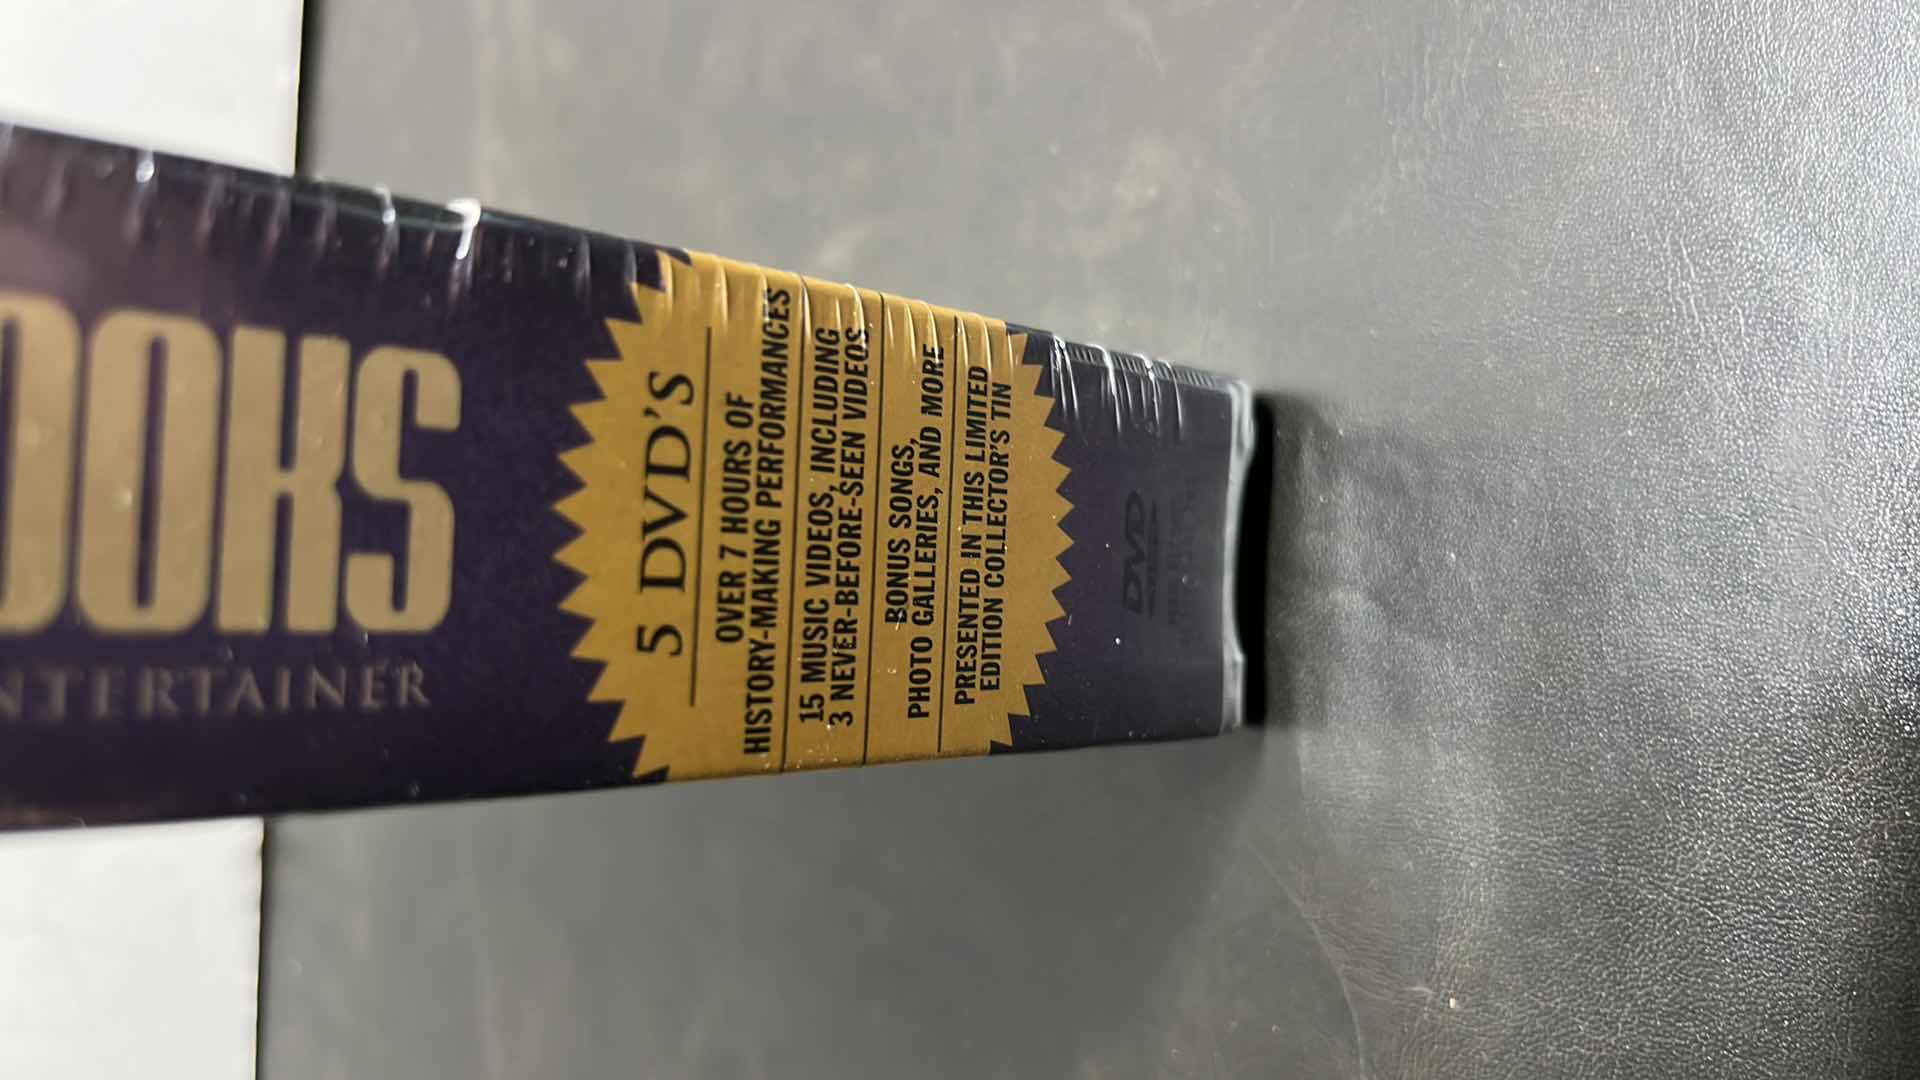 OOKS
NTERTAINER
5 DVD'S
OVER 7 HOURS OF
HISTORY-MAKING PERFORMANCES
15 MUSIC VIDEOS, INCLUDING
3 NEVER-BEFORE-SEEN VIDEOS
BONUS SONGS,
PHOTO GALLERIES, AND MORE
PRESENTED IN THIS LIMITED
EDITION COLLECTOR'S TIN
DVD